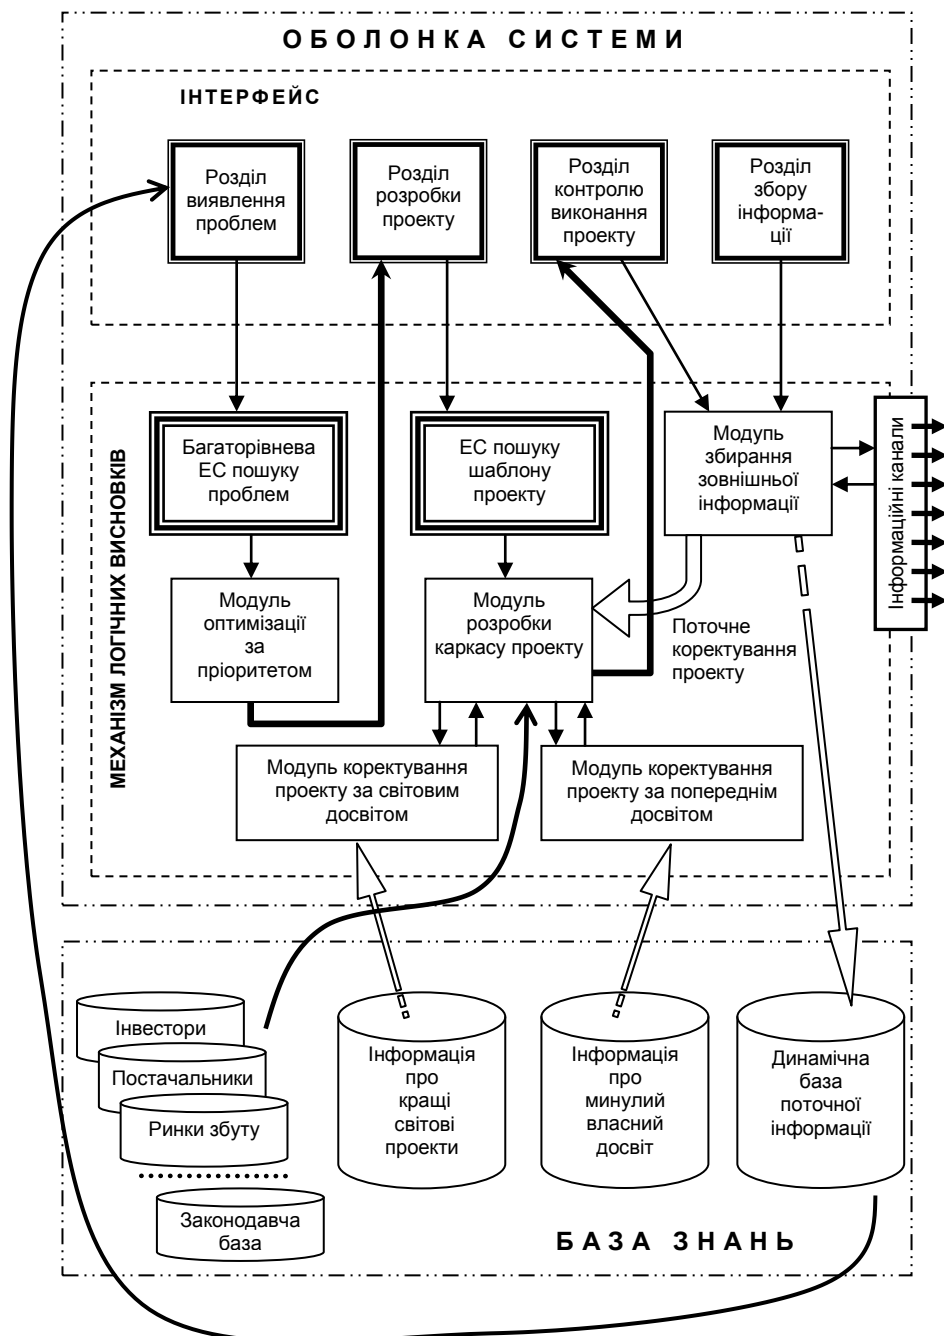 ОБОЛОНКА СИСТЕМИ
ІНТЕРФЕЙС
Розділ
виявлення
проблем
Розділ
розробки
проекту
Розділ
контролю
виконання
проекту
Розділ
збору
інформа-
ції
МЕХАНІЗМ ЛОГІЧНИХ ВИСНОВКІВ
Багаторівнева
ЕС пошуку
проблем
ЕС пошуку
шаблону
проекту
Модуль
збирання
зовнішньої
інформації
Інформаційні канали
Модуль
оптимізації
за
пріоритетом
Модуль
розробки
каркасу проекту
Поточне
коректування
проекту
Модуль коректування
проекту за світовим
досвітом
Модуль коректування
проекту за попереднім
досвітом
Інвестори
Постачальники
Ринки збуту
Законодавча
база
Інформація
про
кращі
світові
проекти
Інформація
про
минулий
власний
досвіт
Динамічна
база
поточної
інформації
БАЗА ЗНАНЬ